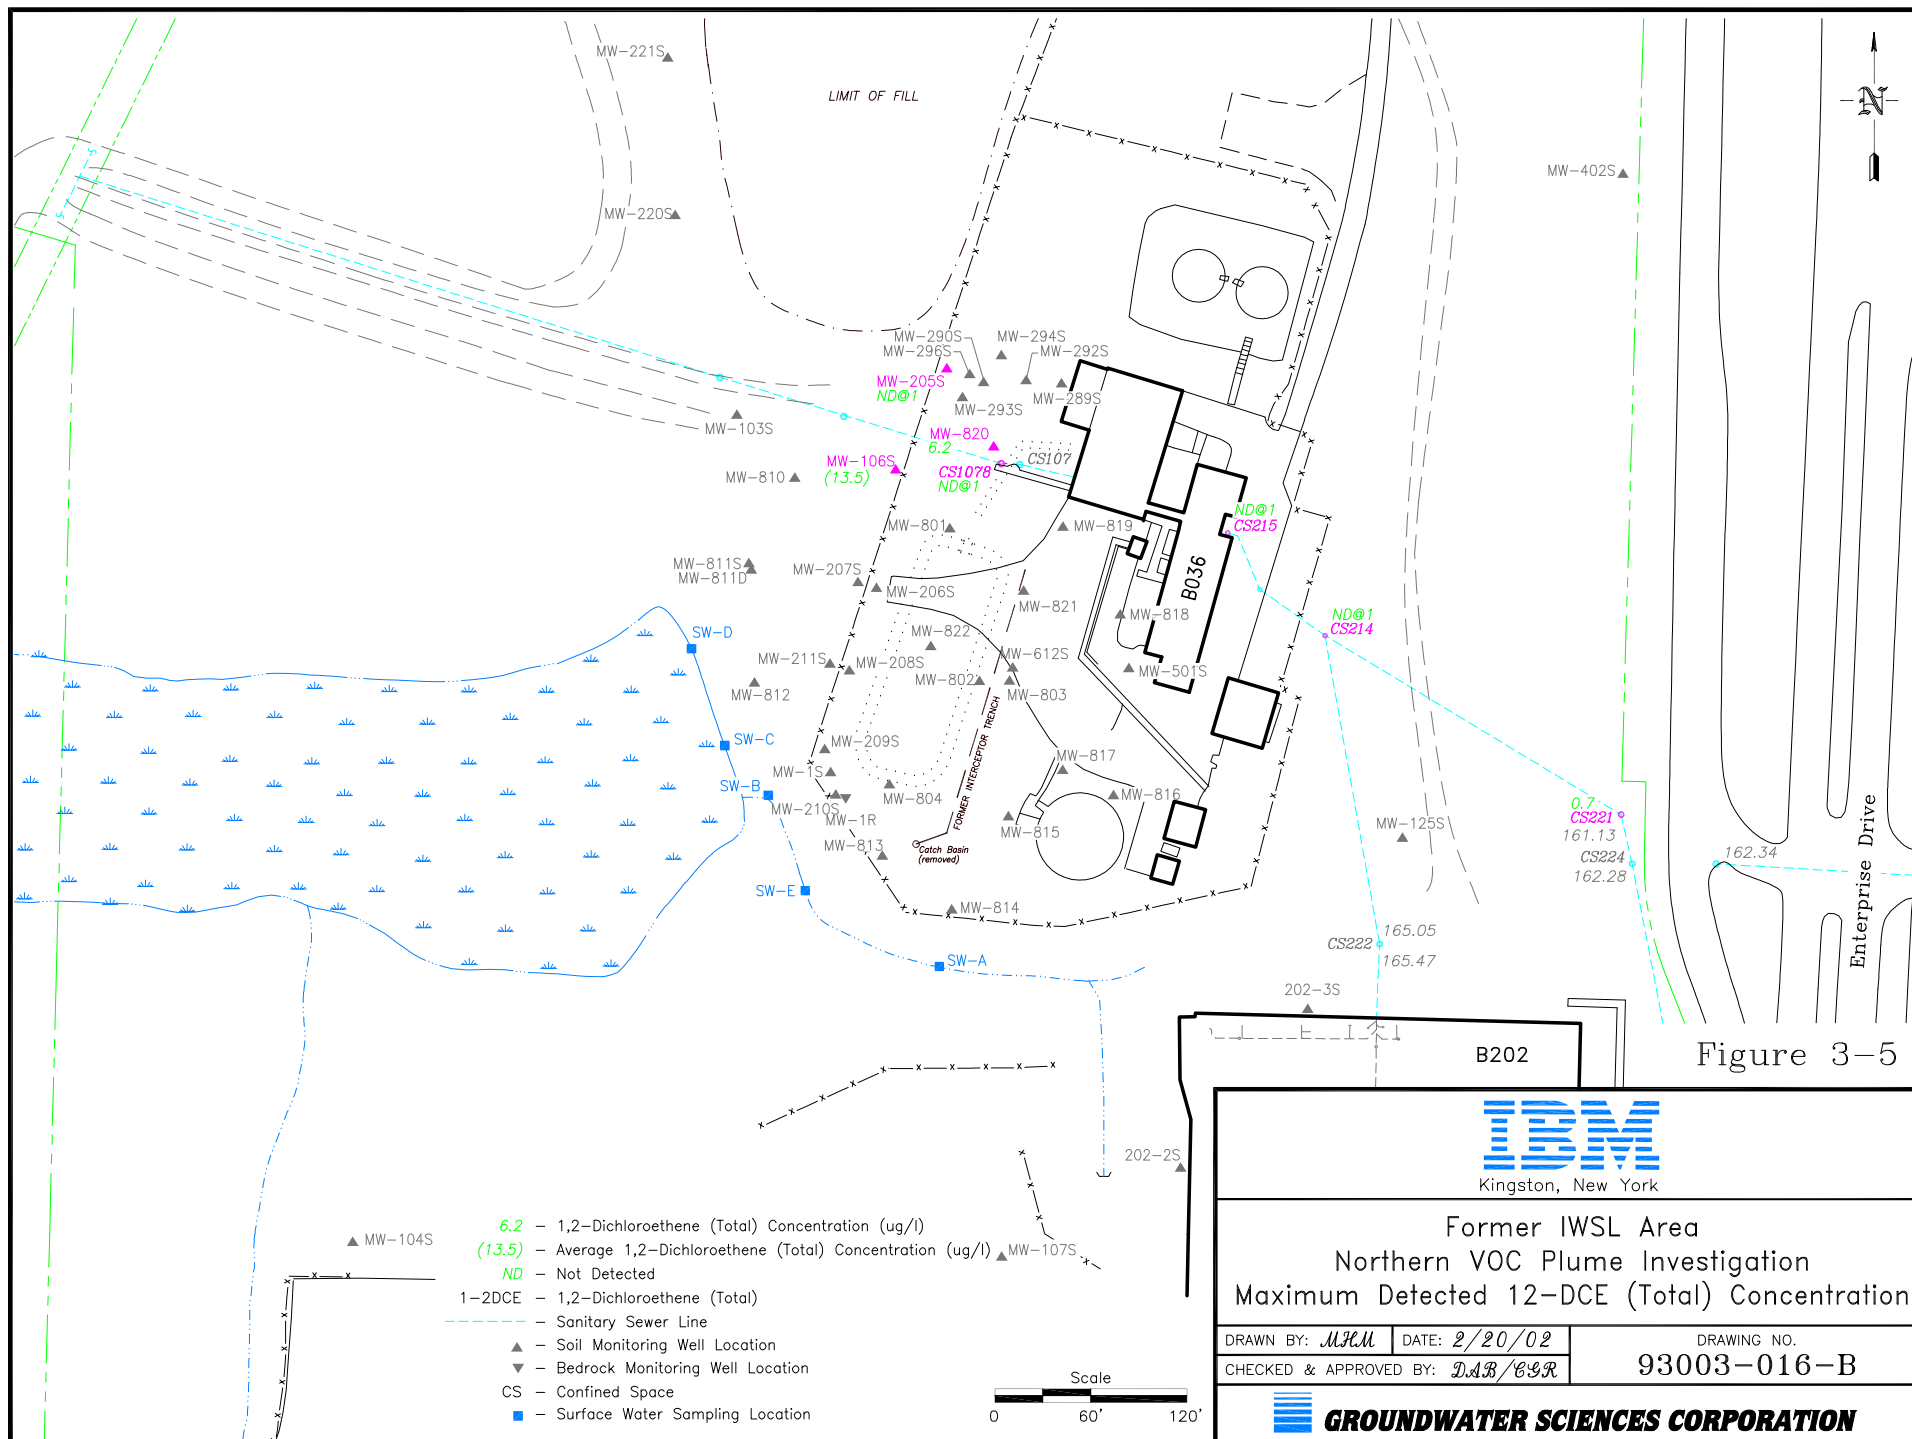 MW-221S
LIMIT OF FILL
N
MW-402S
MW-220S
MW-290S
MW-294S
MW-296S
MW-292S
MW-205S
ND@1
MW-289S
MW-293S
MW-103S
MW-820
6.2
CS107
MW-106S
(13.5)
CS107B
ND@1
MW-810
ND@1
CS215
MW-801
MW-819
MW-811S
MW-811D
MW-207S
MW-206S
MW-821
B036
MW-818
ND@1
CS214
SW-D
MW-822
MW-211S
MW-208S
MW-612S
MW-501S
MW-812
MW-802
MW-803
FORMER INTERCEPTOR TRENCH
SW-C
MW-209S
MW-1S
MW-817
SW-B
MW-210S
MW-804
MW-816
MW-1R
MW-815
MW-813
Catch Basin
(removed)
MW-125S
0.7
CS221
161.13
CS224
162.28
162.34
Enterprise Drive
SW-E
MW-814
CS222
165.05
165.47
SW-A
202-3S
B202
Figure 3-5
202-2S
MW-104S
MW-107S
6.2 - 1,2-Dichloroethene (Total) Concentration (ug/l)
(13.5) - Average 1,2-Dichloroethene (Total) Concentration (ug/l)
ND - Not Detected
1-2DCE - 1,2-Dichloroethene (Total)
- Sanitary Sewer Line
- Soil Monitoring Well Location
- Bedrock Monitoring Well Location
CS - Confined Space
- Surface Water Sampling Location
Scale
0 60' 120'
IBM
Kingston, New York
Former IWSL Area
Northern VOC Plume Investigation
Maximum Detected 12-DCE (Total) Concentration
DRAWN BY: MHM DATE: 2/20/02 DRAWING NO.
CHECKED & APPROVED BY: DAB/CGR 93003-016-B
GROUNDWATER SCIENCES CORPORATION